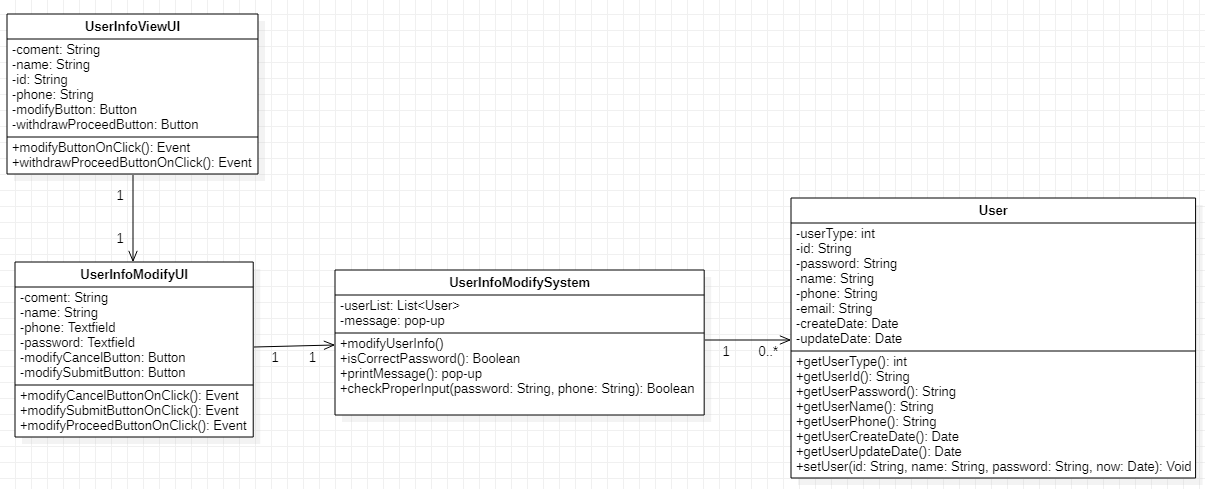 UserInfoViewUI
-coment: String
-name: String
-id: String
-phone: String
-modifyButton: Button
-withdrawProceedButton: Button
+modifyButtonOnClick(): Event
+withdrawProceedButtonOnClick(): Event
1
1
UserInfoModifyUI
-coment: String
-name: String
-phone: Textfield
-password: Textfield
-modifyCancelButton: Button
-modifySubmitButton: Button
+modifyCancelButtonOnClick(): Event
+modifySubmitButtonOnClick(): Event
+modifyProceedButtonOnClick(): Event
1 1
UserInfoModifySystem
-userList: List<User>
-message: pop-up
+modifyUserInfo()
+isCorrectPassword(): Boolean
+printMessage(): pop-up
+checkProperInput(password: String, phone: String): Boolean
1 0..*
User
-userType: int
-id: String
-password: String
-name: String
-phone: String
-email: String
-createDate: Date
-updateDate: Date
+getUserType(): int
+getUserId(): String
+getUserPassword(): String
+getUserName(): String
+getUserPhone(): String
+getUserCreateDate(): Date
+getUserUpdateDate(): Date
+setUser(id: String, name: String, password: String, now: Date): Void